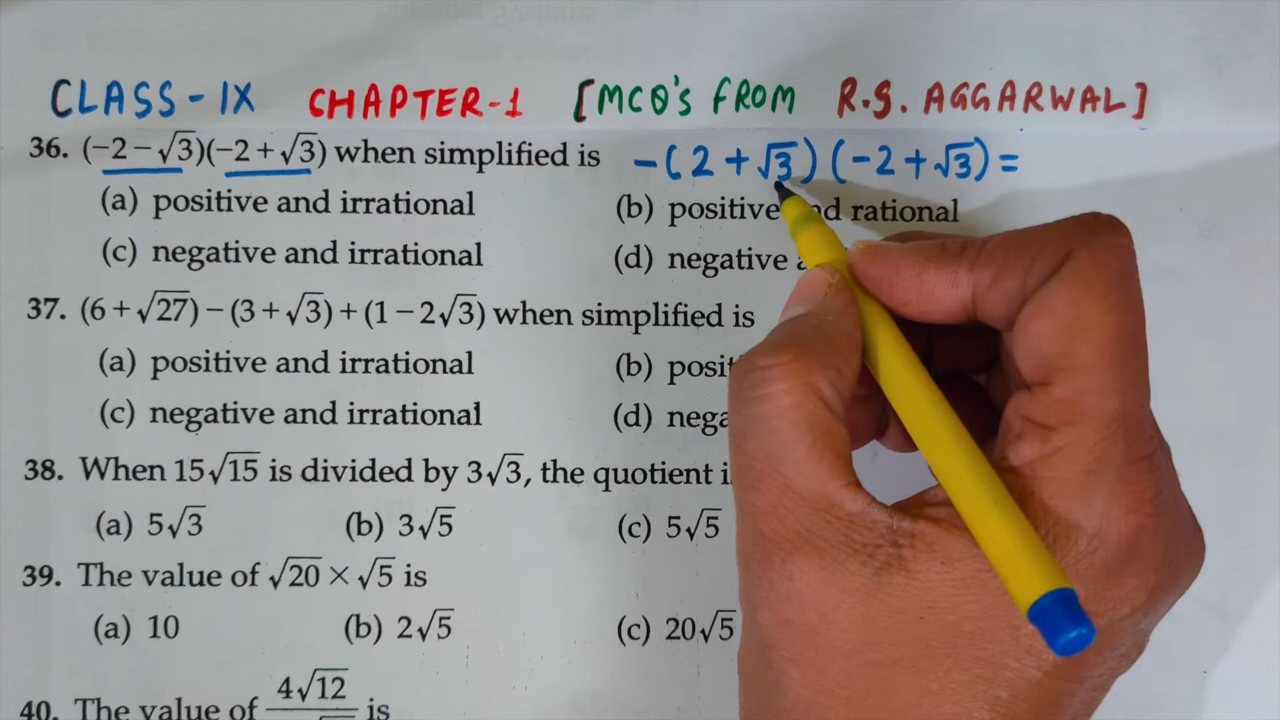 CLASS-IX CHAPTER-1 [MCQ's FROM R.S. AGGARWAL]
36. (−2−√3)(−2+√3) when simplified is −(2+√3)(−2+√3)=
(a) positive and irrational (b) positive and rational
(c) negative and irrational (d) negative
37. (6+√27)−(3+√3)+(1−2√3) when simplified is
(a) positive and irrational (b)
(c) negative and irrational (d)
38. When 15√15 is divided by 3√3, the quotient
(a) 5√3 (b) 3√5 (c) 5√5
39. The value of √20 × √5 is
(a) 10 (b) 2√5 (c) 20√5
40. The value of 4√12 is